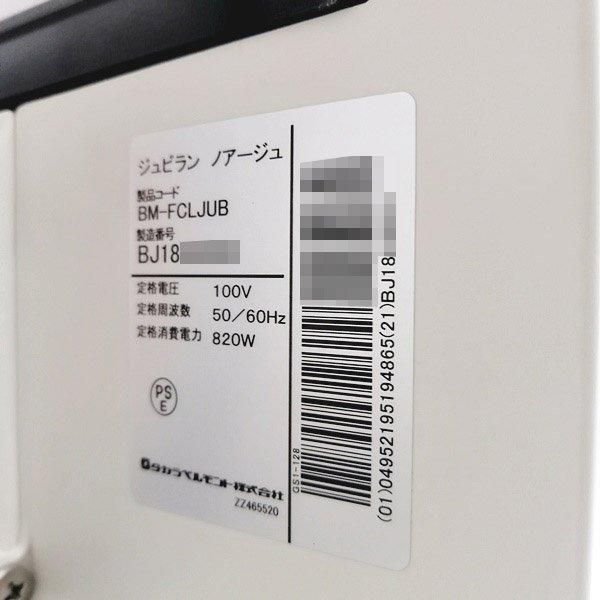 ジュビラン ノアージュ
製品コード
BM-FCLJUB
製造番号
BJ18
定格電圧 100V
定格周波数 50/60Hz
定格消費電力 820W
PS
E
タカラベルモント株式会社
ZZ465520
GS1-128
(01)04952195194865(21)BJ18